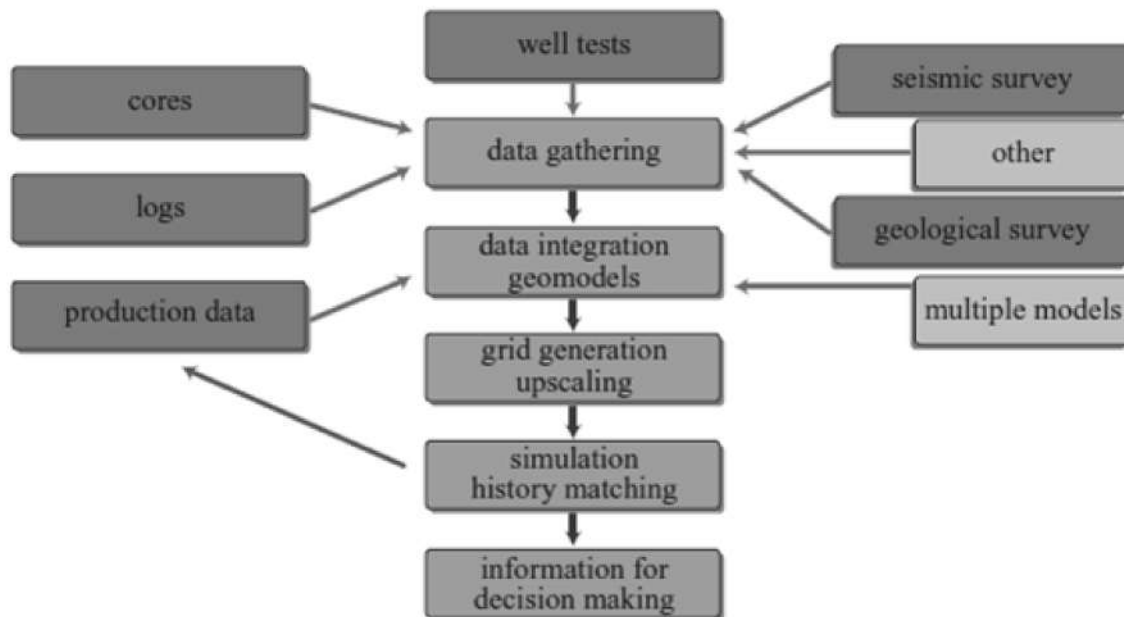 well tests
cores
seismic survey
data gathering
other
logs
geological survey
data integration
geomodels
production data
multiple models
grid generation
upscaling
simulation
history matching
information for
decision making